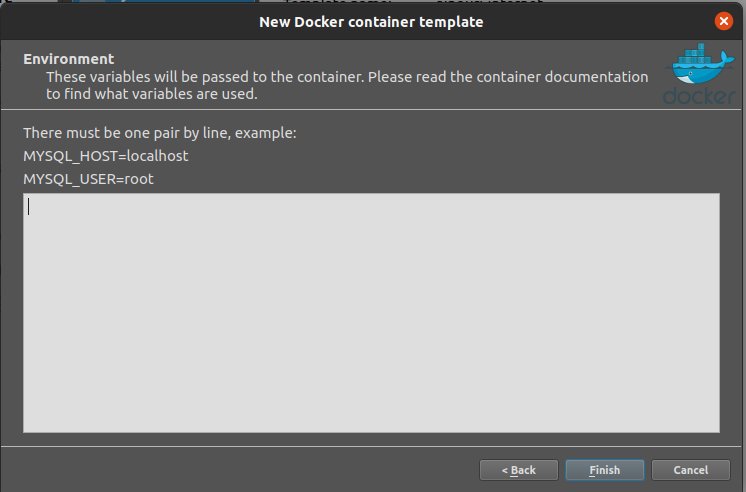 New Docker container template
Environment
These variables will be passed to the container. Please read the container documentation
to find what variables are used.
docker
There must be one pair by line, example:
MYSQL_HOST=localhost
MYSQL_USER=root
< Back
Finish
Cancel